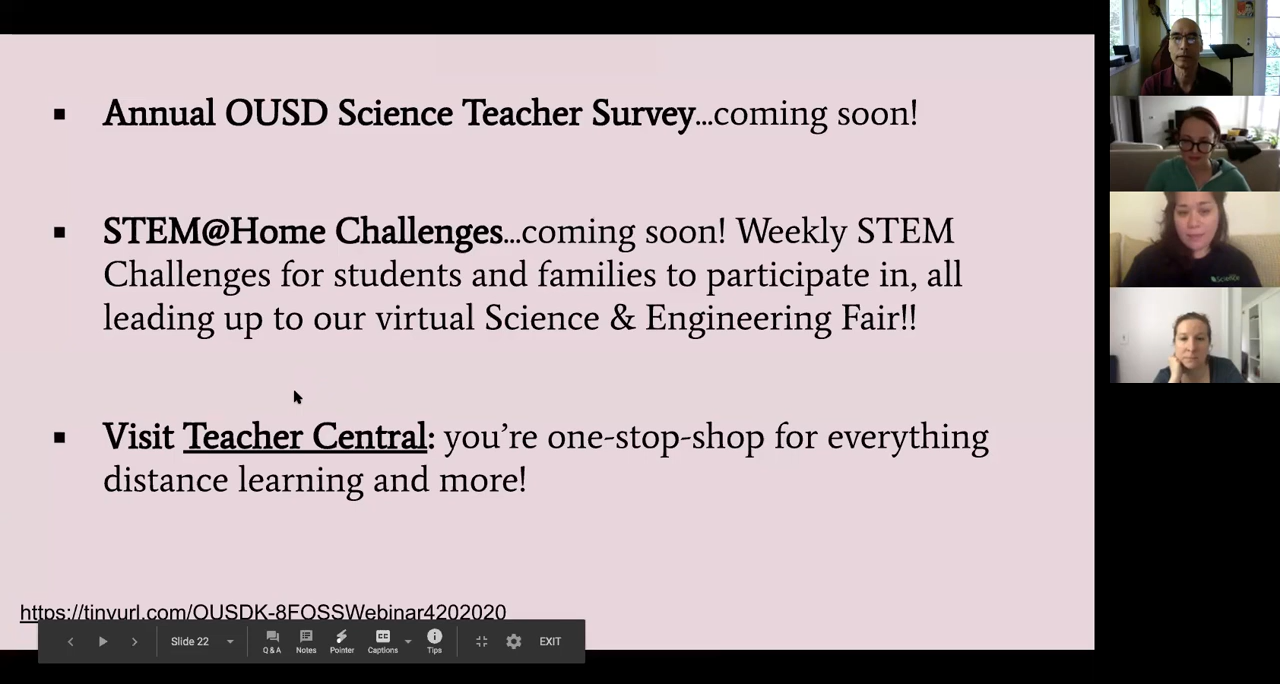 Annual OUSD Science Teacher Survey...coming soon!
STEM@Home Challenges...coming soon! Weekly STEM
Challenges for students and families to participate in, all
leading up to our virtual Science & Engineering Fair!!
Visit Teacher Central: you're one-stop-shop for everything
distance learning and more!
https://tinyurl.com/OUSDK-8FOSSWebinar4202020
Slide 22
Q & A
Notes
Pointer
CC
Captions
Tips
EXIT